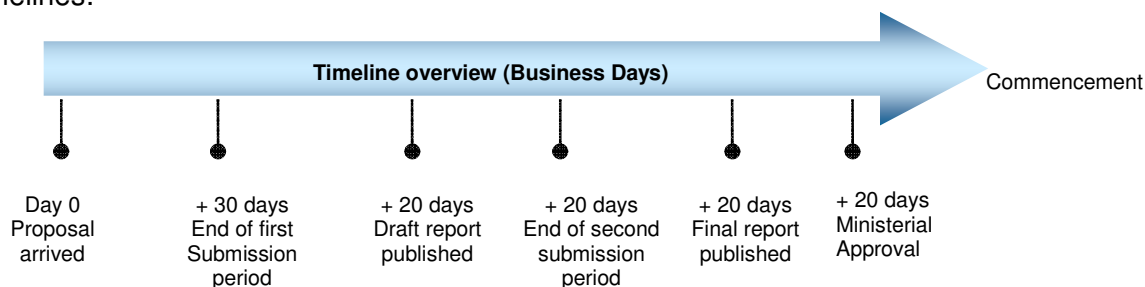 Timeline overview (Business Days)
Commencement
Day 0
Proposal
arrived
+ 30 days
End of first
Submission
period
+ 20 days
Draft report
published
+ 20 days
End of second
submission
period
+ 20 days
Final report
published
+ 20 days
Ministerial
Approval